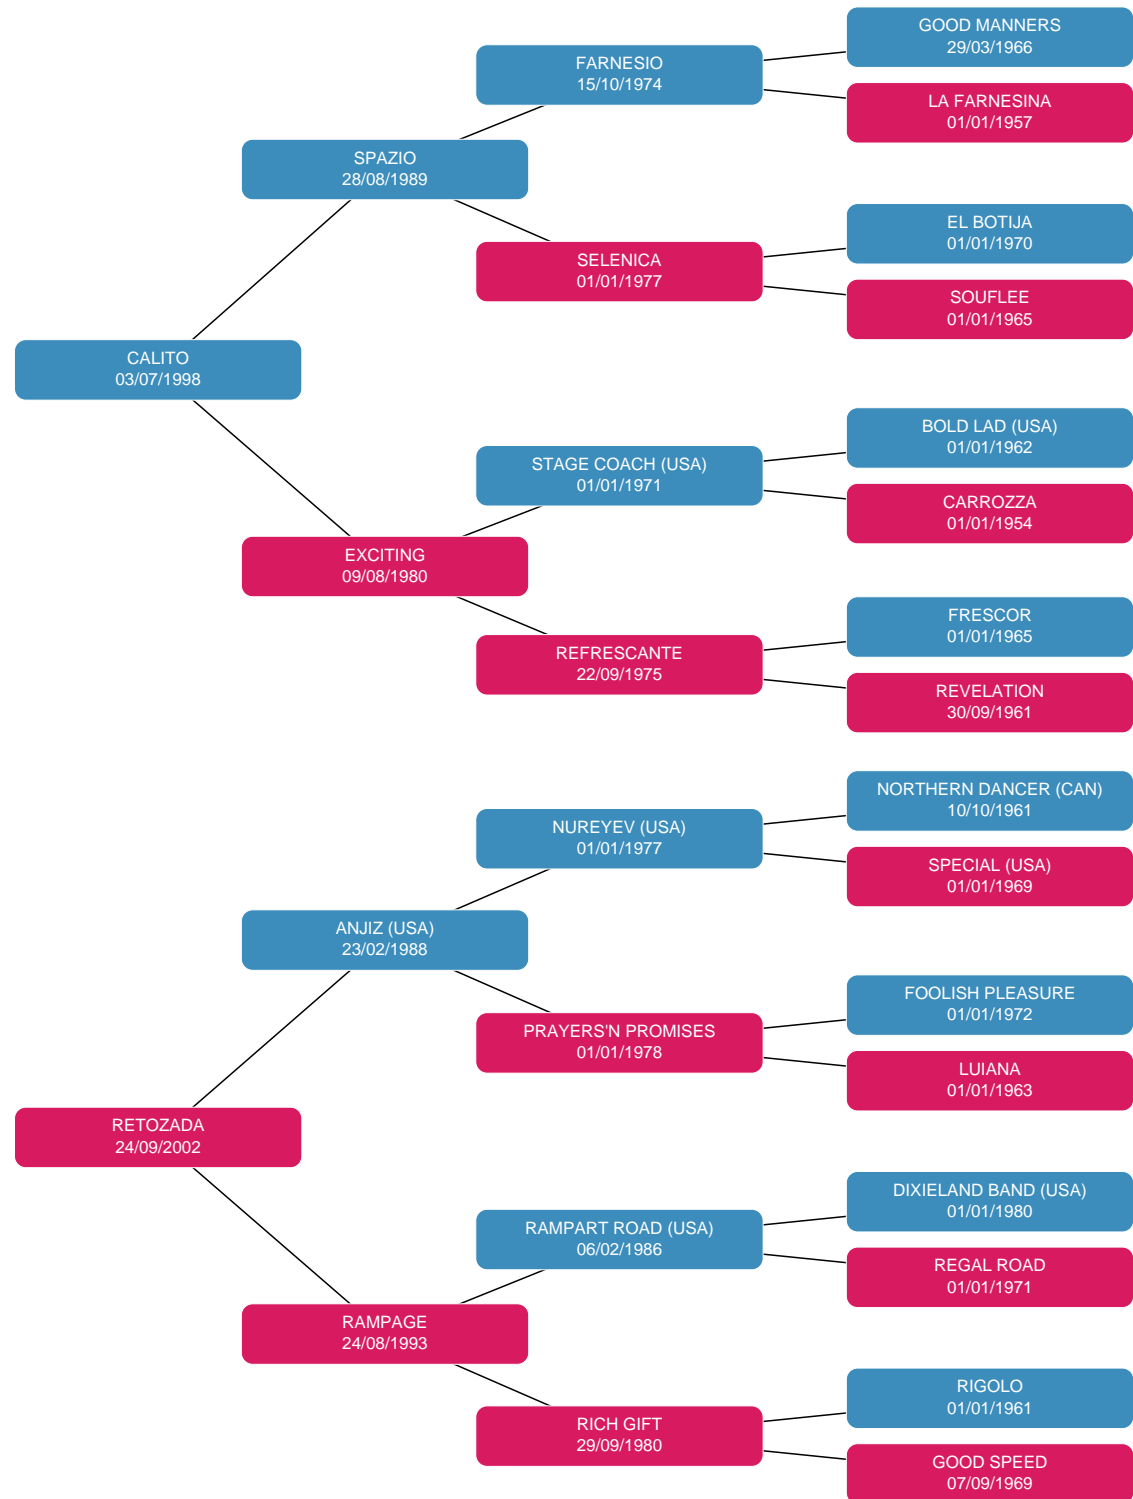 GOOD MANNERS
29/03/1966
FARNESIO
15/10/1974
LA FARNESINA
01/01/1957
SPAZIO
28/08/1989
EL BOTIJA
01/01/1970
SELENICA
01/01/1977
SOUFLEE
01/01/1965
CALITO
03/07/1998
BOLD LAD (USA)
01/01/1962
STAGE COACH (USA)
01/01/1971
CARROZZA
01/01/1954
EXCITING
09/08/1980
FRESCOR
01/01/1965
REFRESCANTE
22/09/1975
REVELATION
30/09/1961
NORTHERN DANCER (CAN)
10/10/1961
NUREYEV (USA)
01/01/1977
SPECIAL (USA)
01/01/1969
ANJIZ (USA)
23/02/1988
FOOLISH PLEASURE
01/01/1972
PRAYERS'N PROMISES
01/01/1978
LUIANA
01/01/1963
RETOZADA
24/09/2002
DIXIELAND BAND (USA)
01/01/1980
RAMPART ROAD (USA)
06/02/1986
REGAL ROAD
01/01/1971
RAMPAGE
24/08/1993
RIGOLO
01/01/1961
RICH GIFT
29/09/1980
GOOD SPEED
07/09/1969